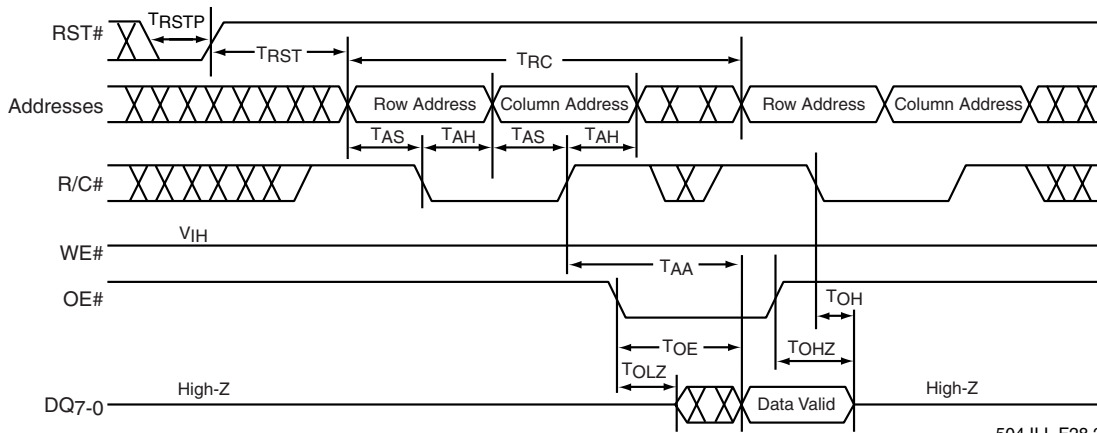 RST#
TRSTP
TRST
TRC
Addresses
Row Address
Column Address
Row Address
Column Address
TAS
TAH
TAS
TAH
R/C#
VIH
WE#
TAA
OE#
TOH
TOE
TOHZ
TOLZ
High-Z
High-Z
DQ7-0
Data Valid